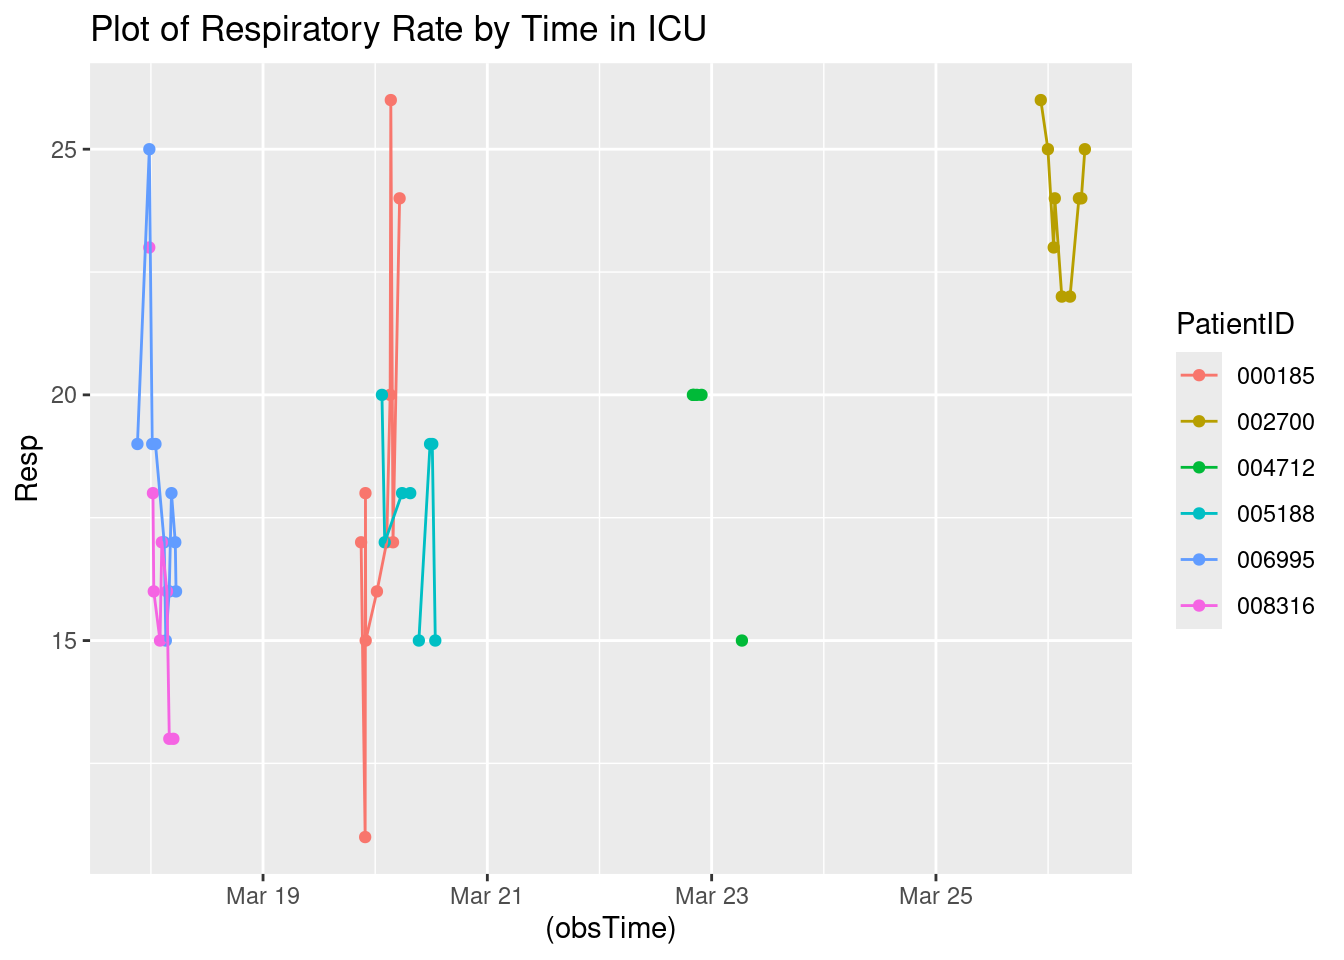 Plot of Respiratory Rate by Time in ICU
25
20
15
Resp
Mar 19
Mar 21
Mar 23
Mar 25
(obsTime)
PatientID
000185
002700
004712
005188
006995
008316